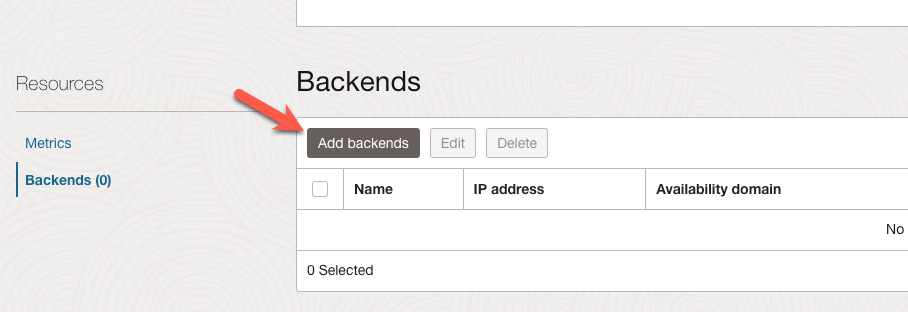 Resources
Backends
Metrics
Add backends Edit Delete
Backends (0)
Name IP address Availability domain
No
0 Selected